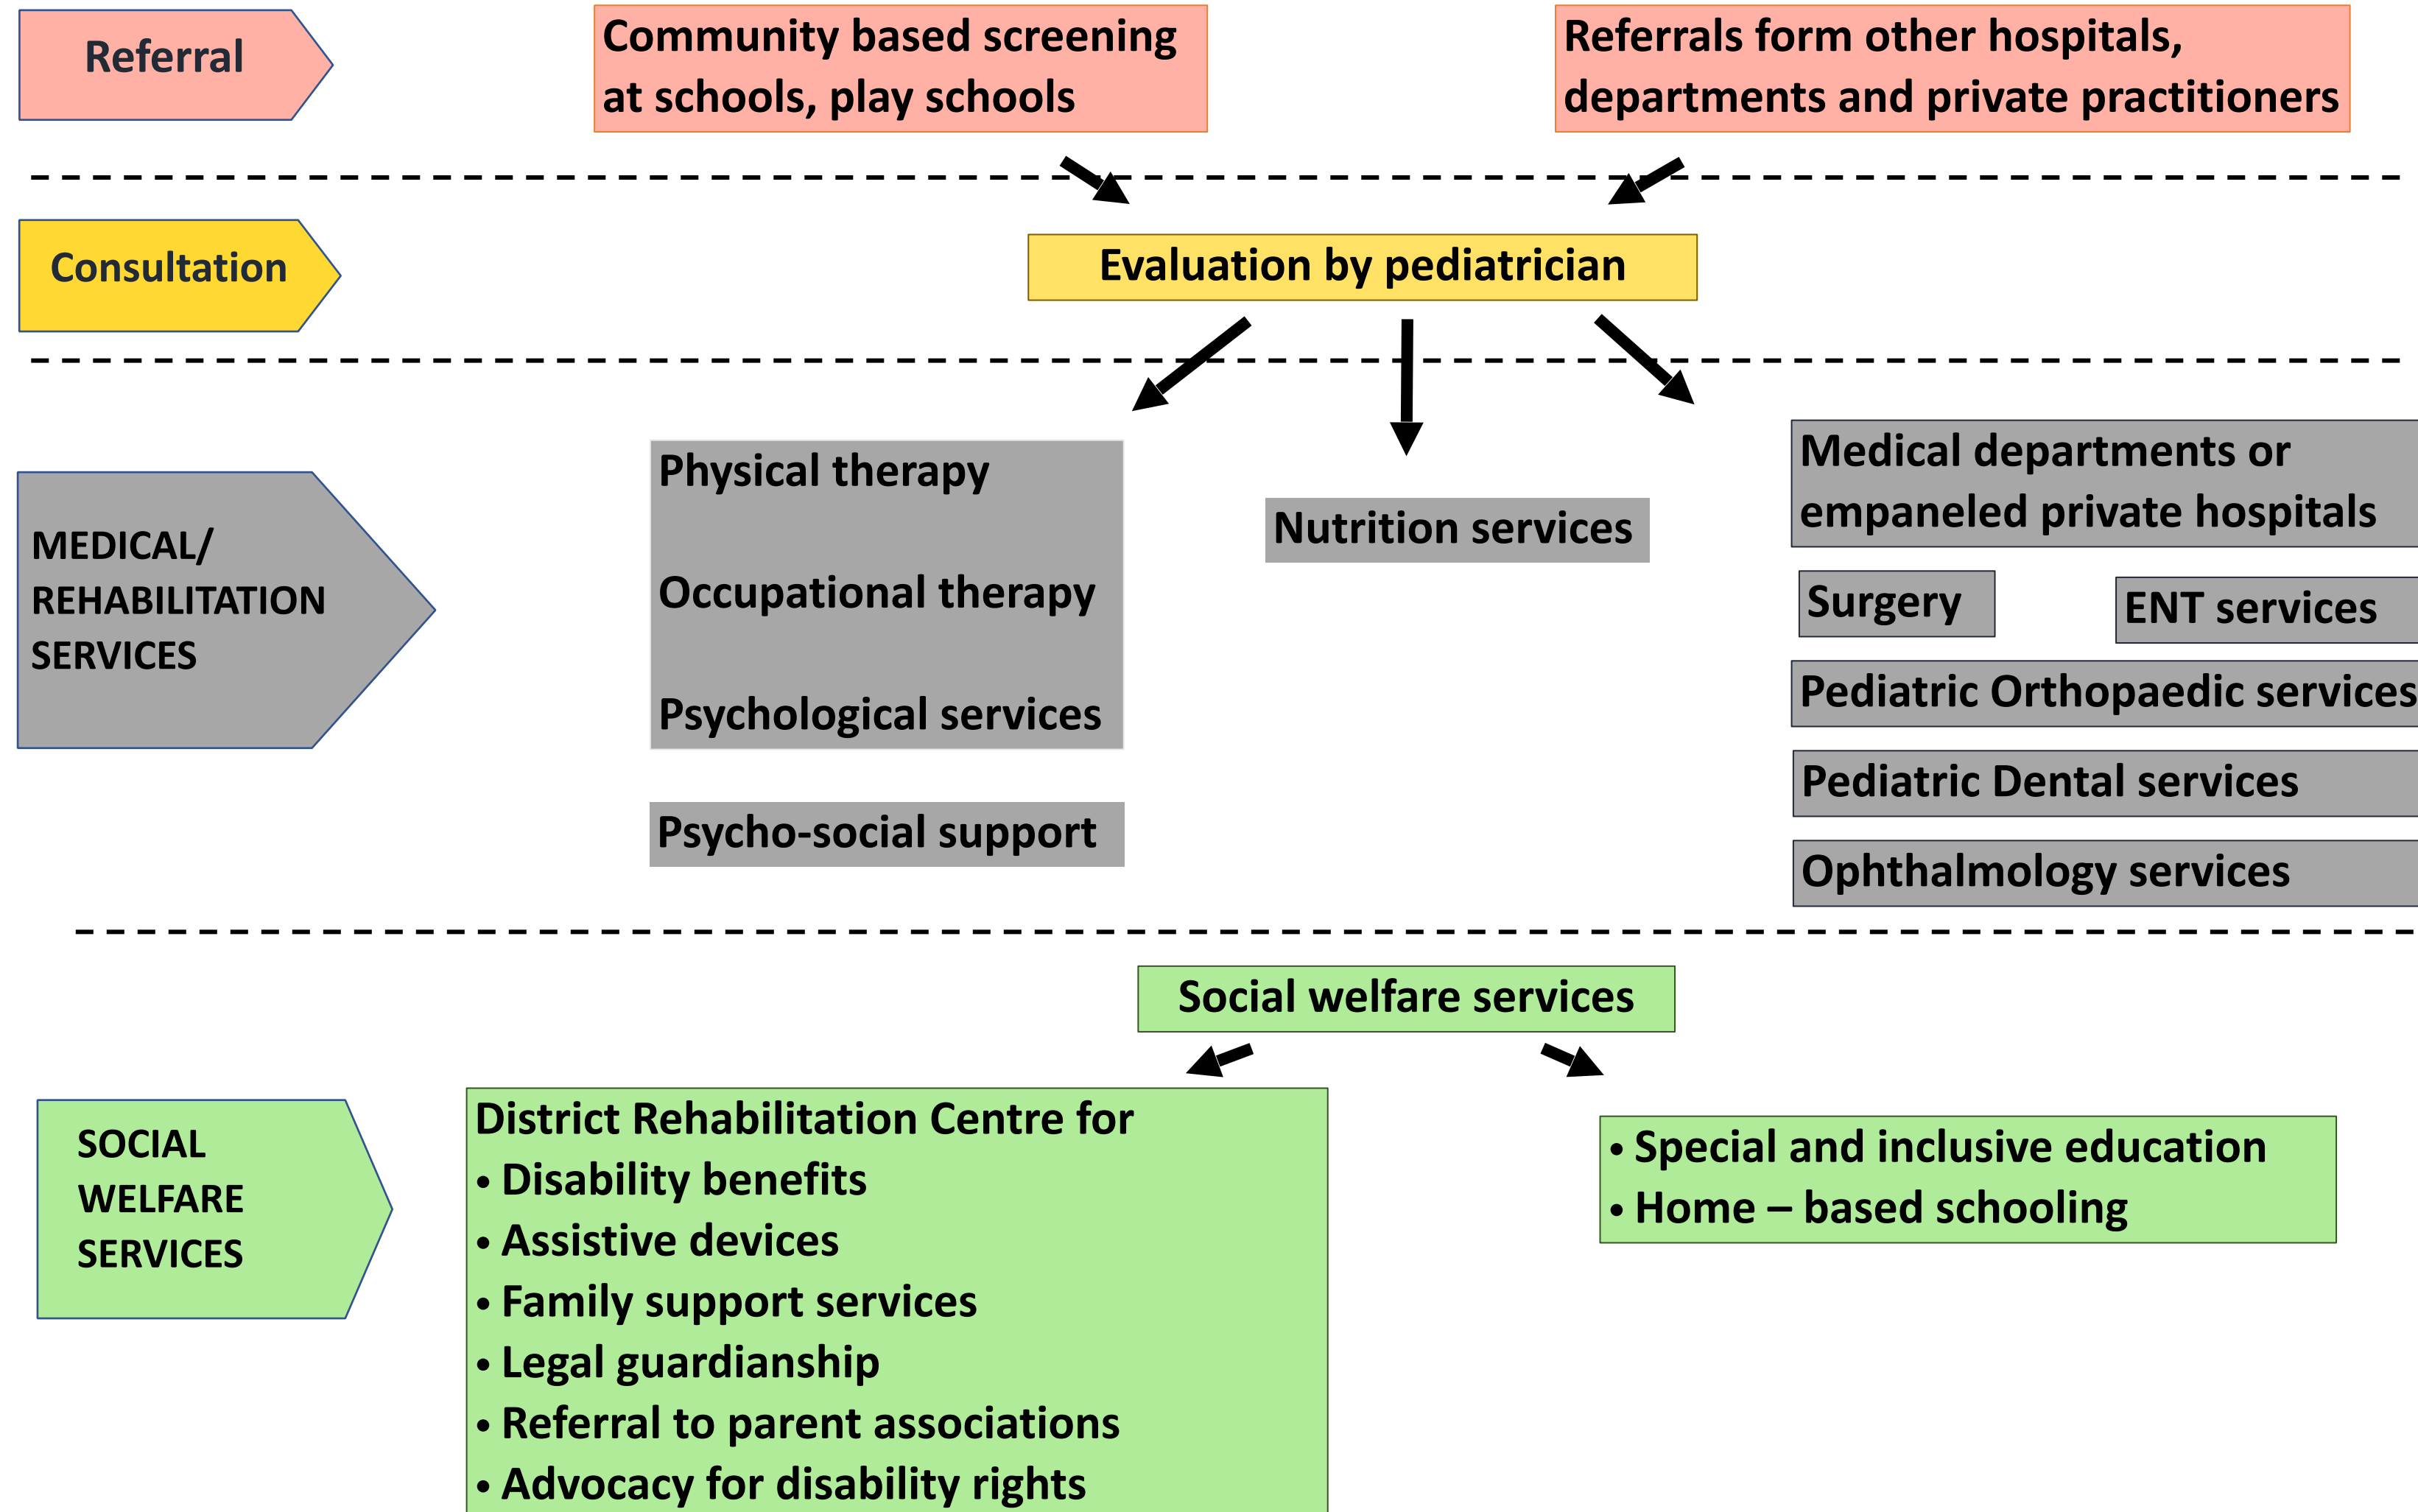 Referral
Community based screening
at schools, play schools
Referrals form other hospitals,
departments and private practitioners
Consultation
Evaluation by pediatrician
MEDICAL/
REHABILITATION
SERVICES
Physical therapy
Occupational therapy
Psychological services
Psycho-social support
Nutrition services
Medical departments or
empaneled private hospitals
Surgery
ENT services
Pediatric Orthopaedic services
Pediatric Dental services
Ophthalmology services
SOCIAL
WELFARE
SERVICES
Social welfare services
District Rehabilitation Centre for
• Disability benefits
• Assistive devices
• Family support services
• Legal guardianship
• Referral to parent associations
• Advocacy for disability rights
• Special and inclusive education
• Home – based schooling